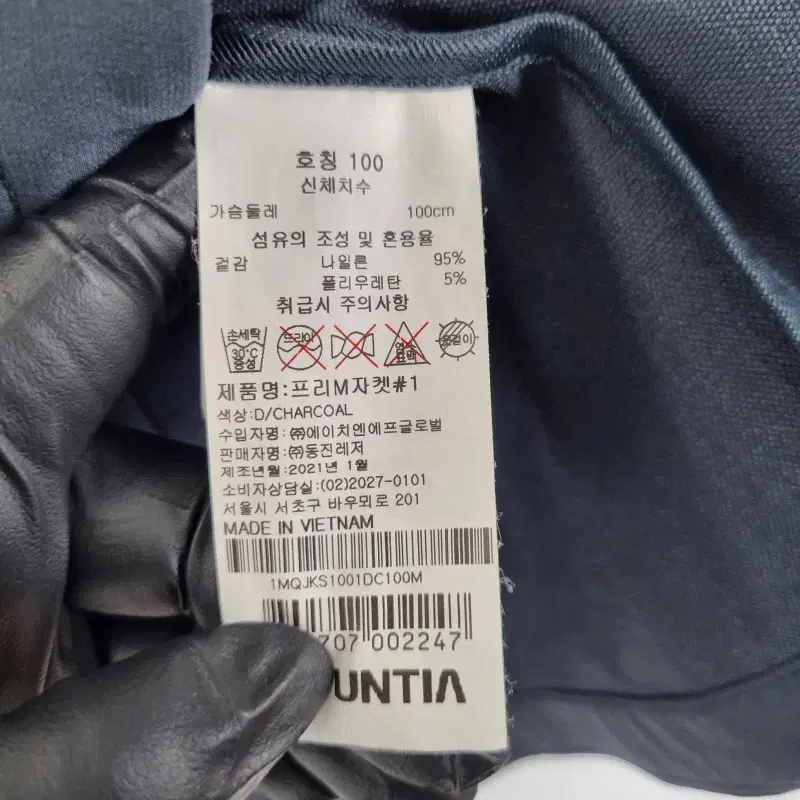 호칭 100
신체치수
가슴둘레 100cm
섬유의 조성 및 혼용율
겉감 나일론 95%
폴리우레탄 5%
취급시 주의사항
손세탁 30°C 중성 드라이 옷걸이
제품명:프리M자켓#1
색상:D/CHARCOAL
수입자명:㈜에이치엔에프글로벌
판매자명:㈜동진레저
제조년월:2021년 1월
소비자상담실:(02)2027-0101
서울시 서초구 바우뫼로 201
MADE IN VIETNAM
1MQJKS1001DC100M
707 002247
UNTIA